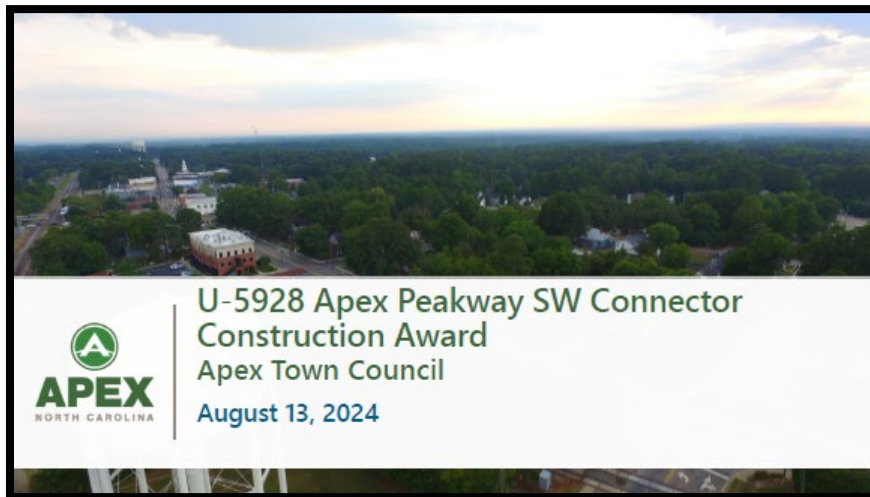 U-5928 Apex Peakway SW Connector
Construction Award
Apex Town Council
August 13, 2024
APEX
NORTH CAROLINA